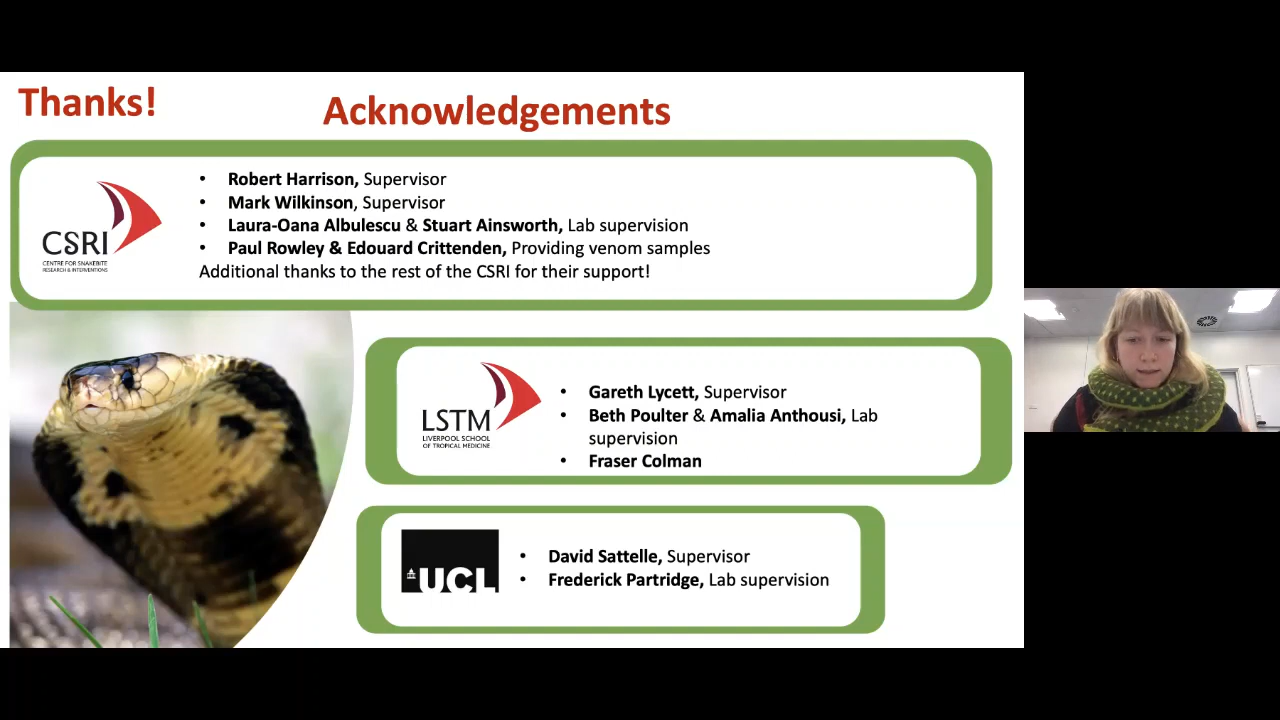 Thanks!
Acknowledgements
CSRI
CENTRE FOR SNAKEBITE
RESEARCH & INTERVENTIONS
• Robert Harrison, Supervisor
• Mark Wilkinson, Supervisor
• Laura-Oana Albulescu & Stuart Ainsworth, Lab supervision
• Paul Rowley & Edouard Crittenden, Providing venom samples
Additional thanks to the rest of the CSRI for their support!
LSTM
LIVERPOOL SCHOOL
OF TROPICAL MEDICINE
• Gareth Lycett, Supervisor
• Beth Poulter & Amalia Anthousi, Lab
supervision
• Fraser Colman
UCL
• David Sattelle, Supervisor
• Frederick Partridge, Lab supervision